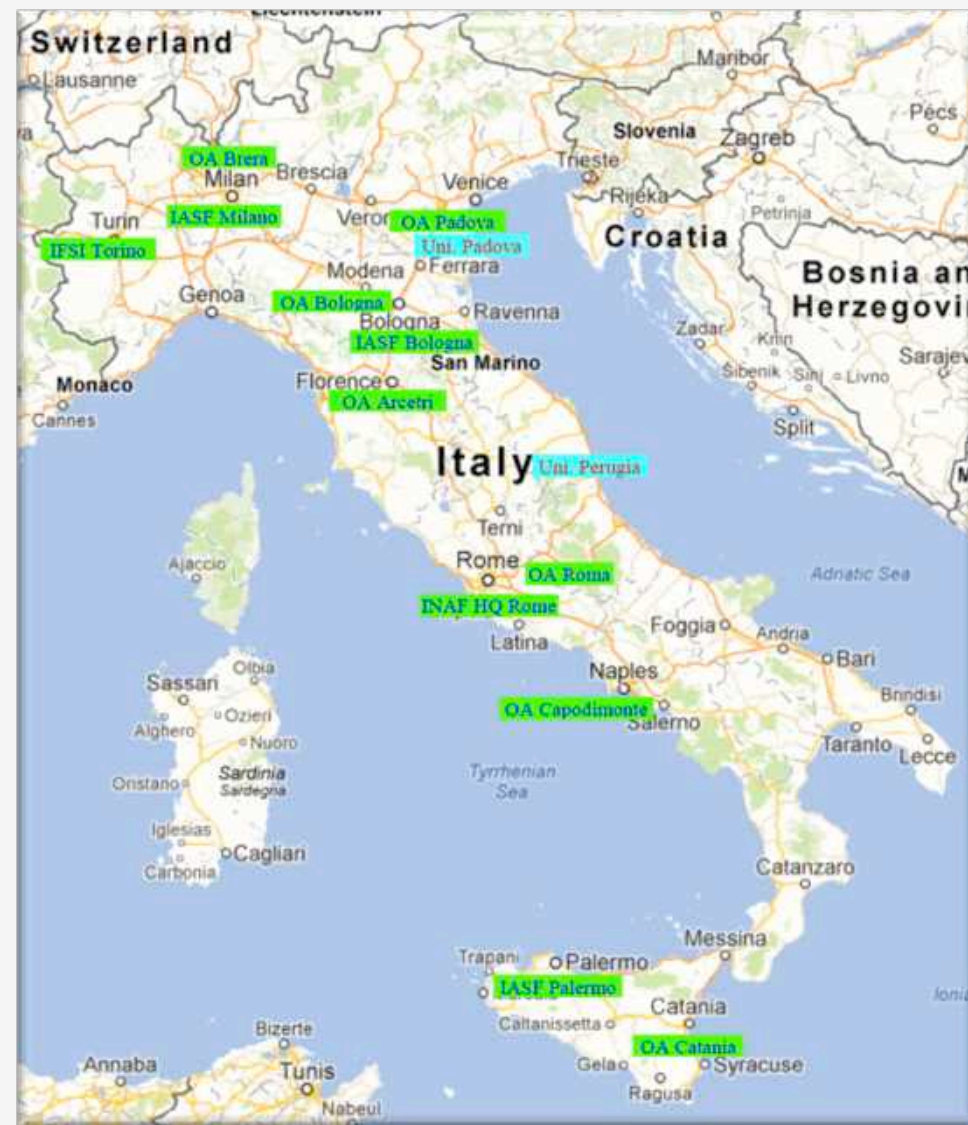 Liechtenstein
Switzerland
Lausanne
Maribor
Pécs
Slovenia
Zagreb
OA Brera
Milan
Brescia
Venice
Trieste
Rijeka
Petrinja
Turin
IASF Milano
Veron
OA Padova
Uni. Padova
IFSI Torino
Croatia
Modena
Ferrara
Bosnia an
Herzegovi
Genoa
OA Bologna
Bologna
Ravenna
IASF Bologna
San Marino
Zadar
Knin
Sarajev
Šibenik
Sinj
Livno
Monaco
Cannes
Florence
OA Arcetri
Split
Italy
Uni. Perugia
M
Terni
Ajaccio
Rome
OA Roma
Adriatic Sea
INAF HQ Rome
Latina
Foggia
Andria
Bari
Olbia
Sassari
Naples
Brindisi
Alghero
Ozieri
OA Capodimonte
Salerno
Nuoro
Taranto
Lecce
Sardinia
Sardegna
Tyrrhenian
Sea
Oristano
Iglesias
Carbonia
Cagliari
Catanzaro
Messina
Trapani
Palermo
IASF Palermo
Catania
Ionia
Caltanissetta
OA Catania
Bizerte
Gela
Syracuse
Annaba
Tunis
Ragusa
Nabeul